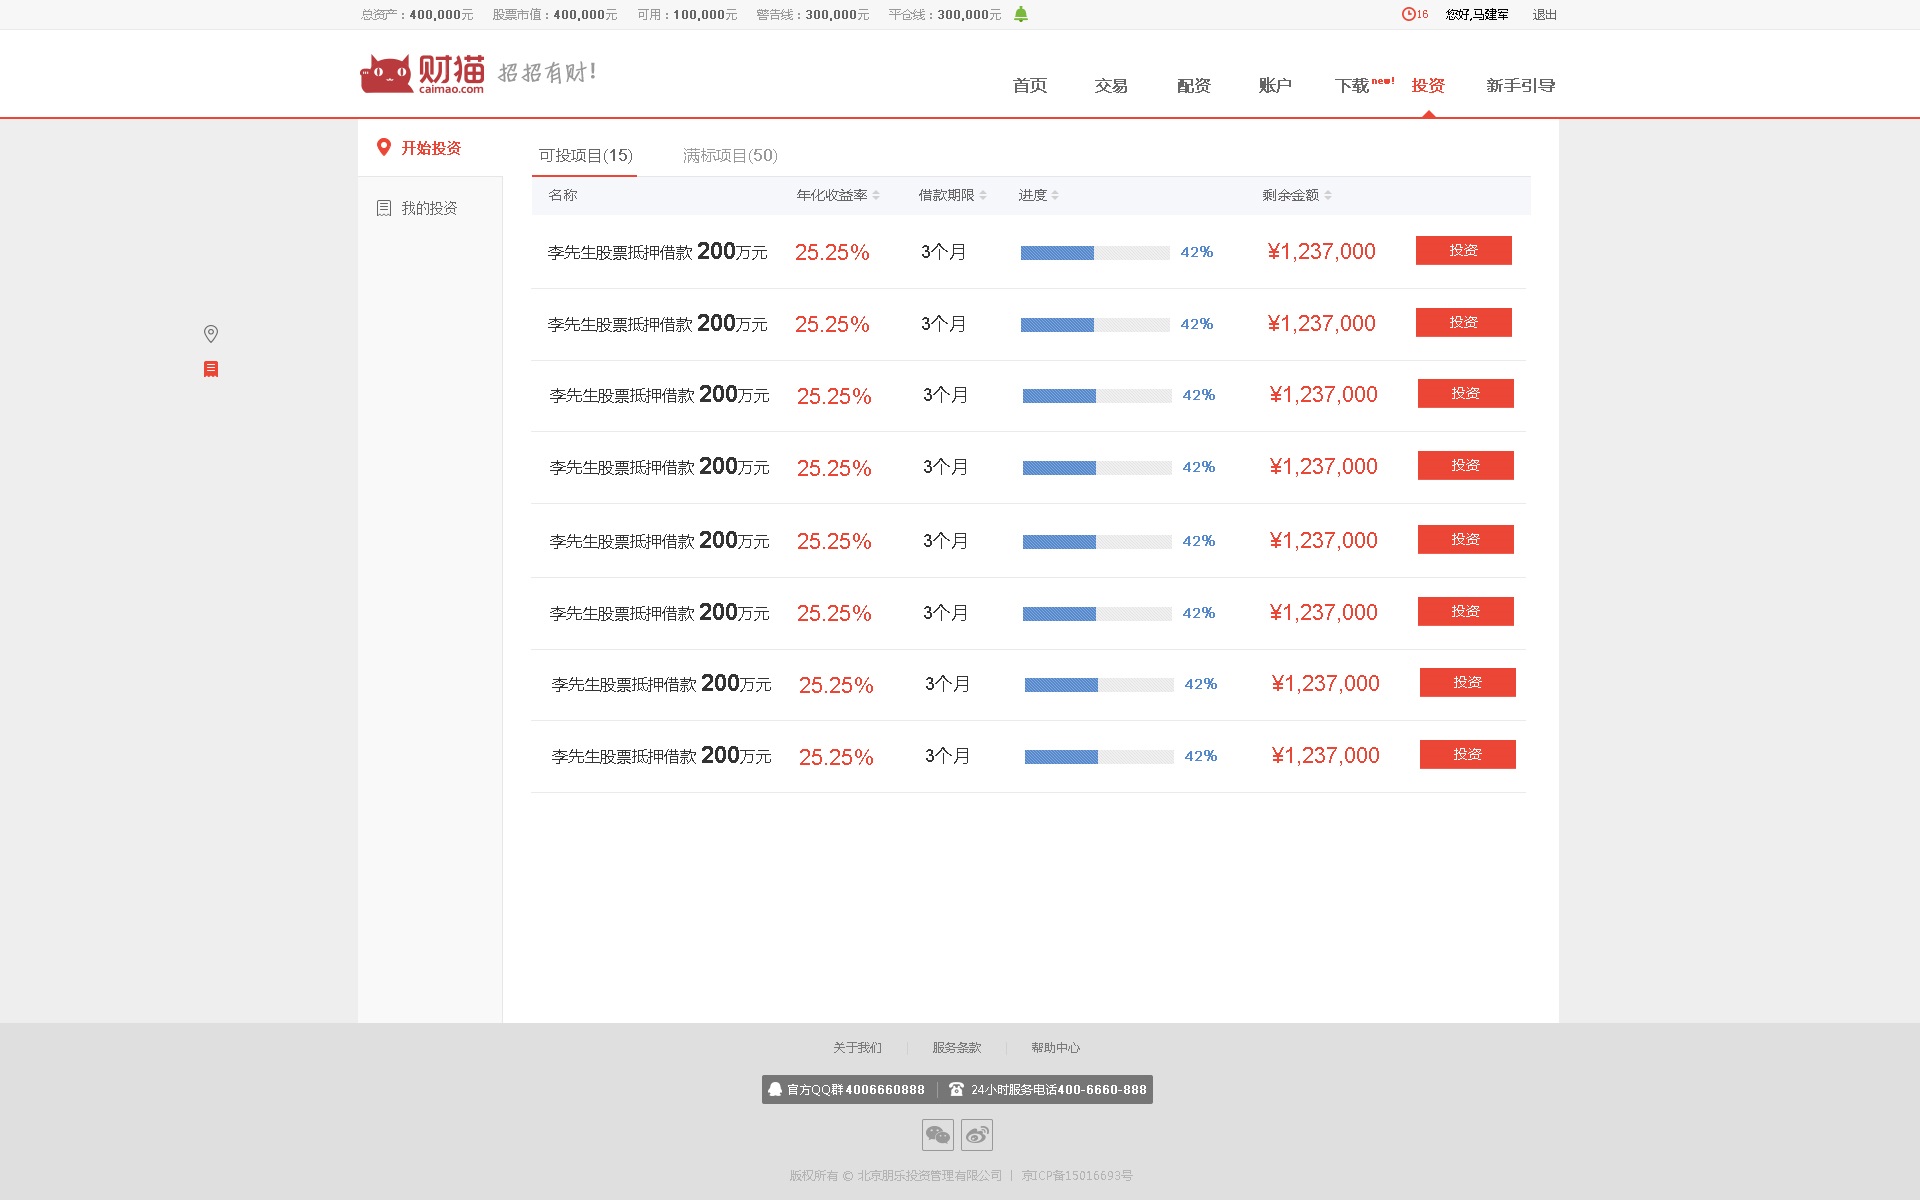 总资产：400,000元 股票市值：400,000元 可用：100,000元 警告线：300,000元 平仓线：300,000元 16 您好,马建军 退出
财猫 caimao.com 招招有财!
首页 交易 配资 账户 下载 new! 投资 新手引导
开始投资
我的投资
可投项目(15) 满标项目(50)
名称 年化收益率 借款期限 进度 剩余金额
李先生股票抵押借款 200万元 25.25% 3个月 42% ¥1,237,000 投资
李先生股票抵押借款 200万元 25.25% 3个月 42% ¥1,237,000 投资
李先生股票抵押借款 200万元 25.25% 3个月 42% ¥1,237,000 投资
李先生股票抵押借款 200万元 25.25% 3个月 42% ¥1,237,000 投资
李先生股票抵押借款 200万元 25.25% 3个月 42% ¥1,237,000 投资
李先生股票抵押借款 200万元 25.25% 3个月 42% ¥1,237,000 投资
李先生股票抵押借款 200万元 25.25% 3个月 42% ¥1,237,000 投资
李先生股票抵押借款 200万元 25.25% 3个月 42% ¥1,237,000 投资
关于我们 服务条款 帮助中心
官方QQ群4006660888 24小时服务电话400-6660-888
版权所有 © 北京朋乐投资管理有限公司 | 京ICP备15016693号